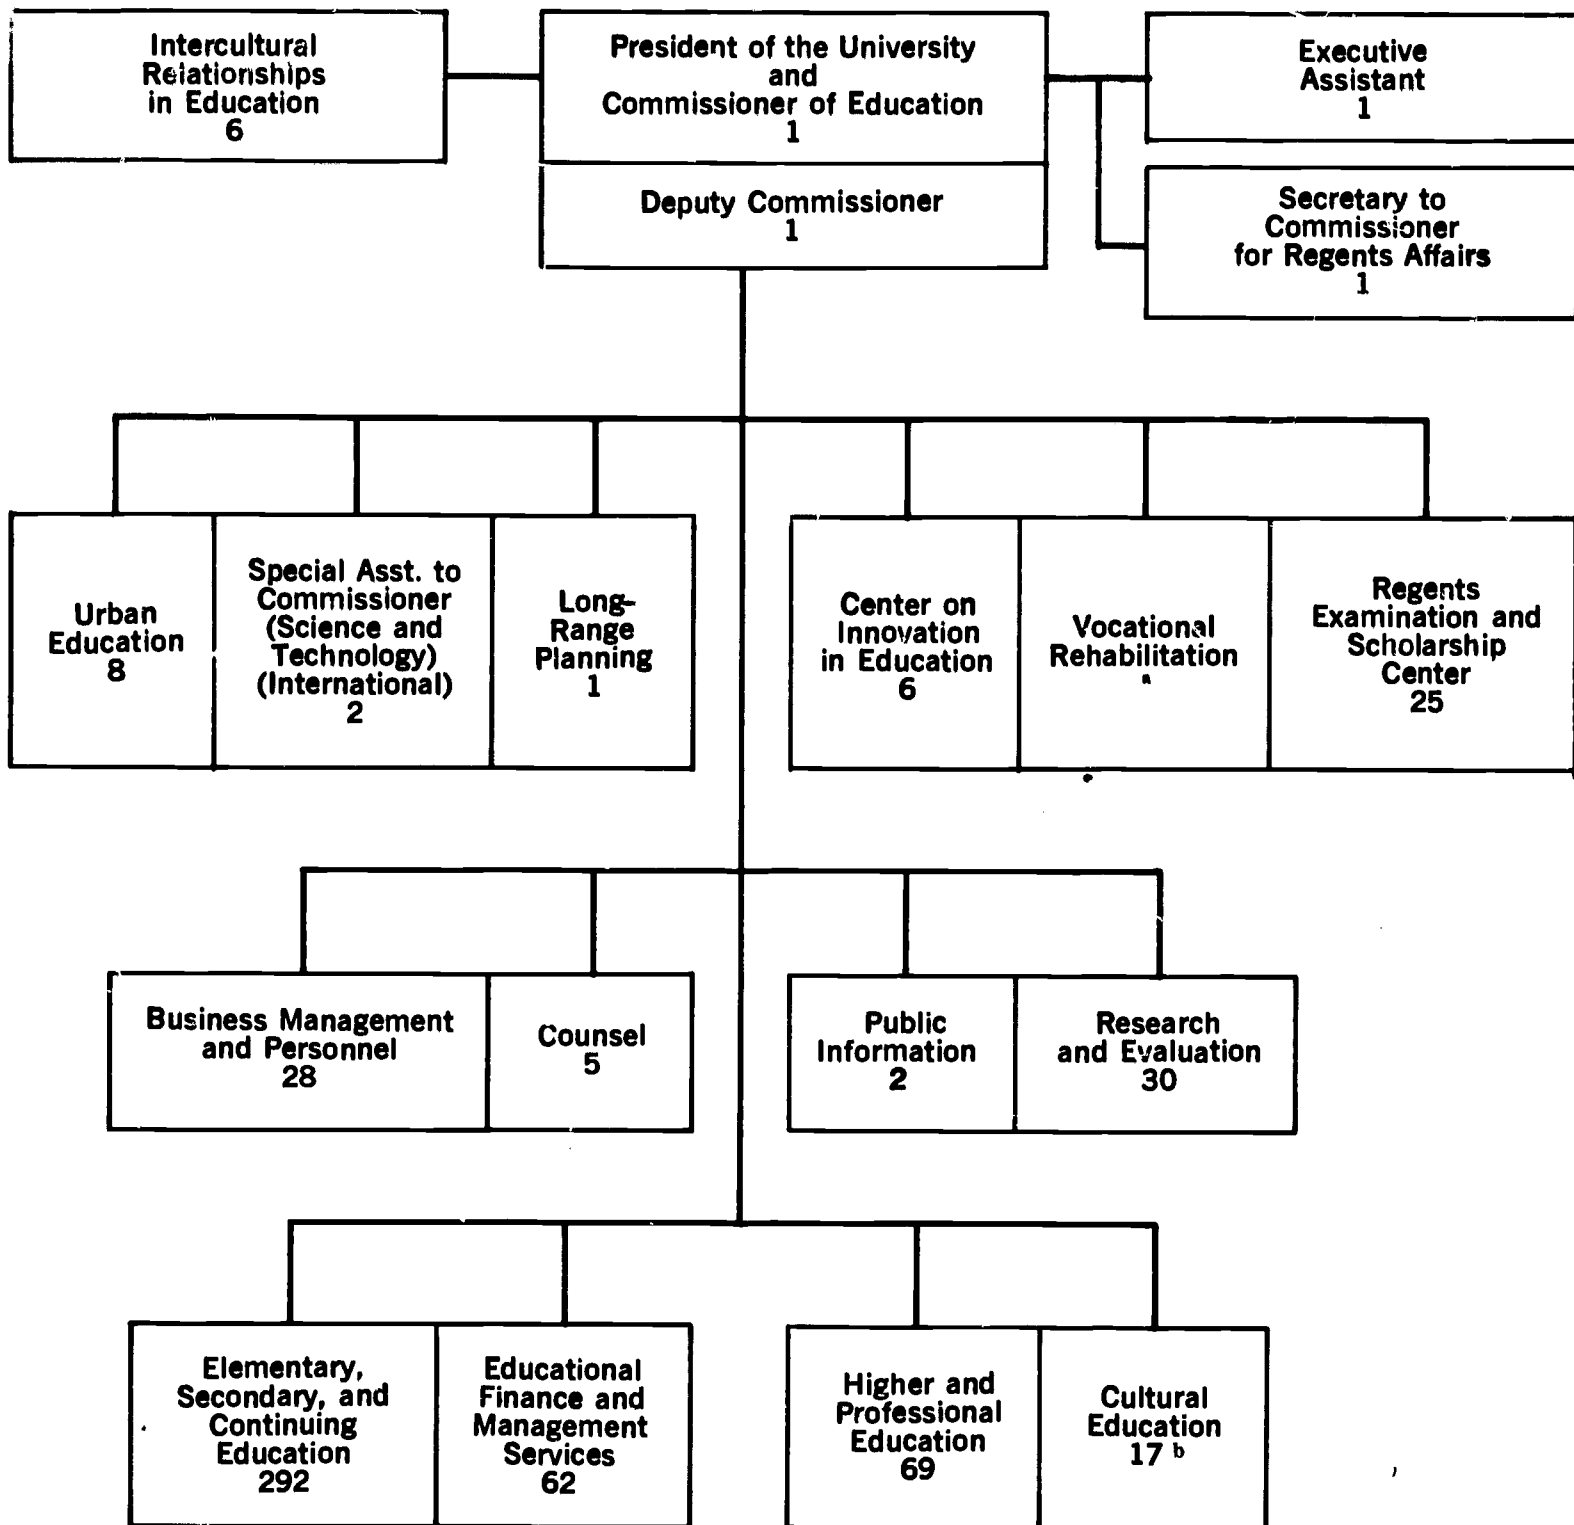 Intercultural
Relationships
in Education
6
President of the University
and
Commissioner of Education
1
Executive
Assistant
1
Deputy Commissioner
1
Secretary to
Commissioner
for Regents Affairs
1
Urban
Education
8
Special Asst. to
Commissioner
(Science and
Technology)
(International)
2
Long-
Range
Planning
1
Center on
Innovation
in Education
6
Vocational
Rehabilitation
Regents
Examination and
Scholarship
Center
25
Business Management
and Personnel
28
Counsel
5
Public
Information
2
Research
and Evaluation
30
Elementary,
Secondary, and
Continuing
Education
292
Educational
Finance and
Management
Services
62
Higher and
Professional
Education
69
Cultural
Education
17 b